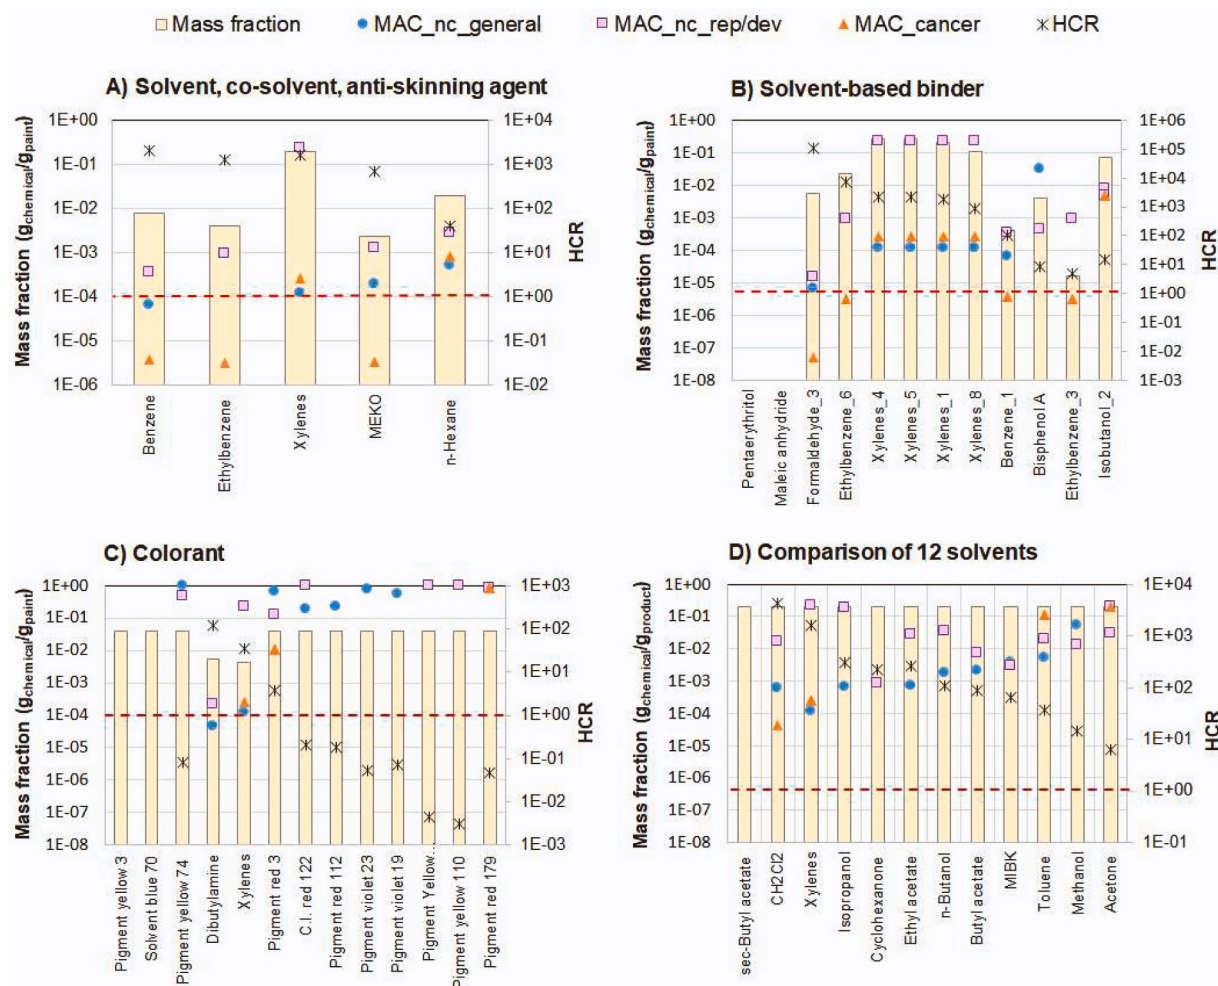 Mass fraction MAC_nc_general MAC_nc_rep/dev MAC_cancer HCR
A) Solvent, co-solvent, anti-skinning agent
Mass fraction (gchemical/gpaint)
1E+00
1E-01
1E-02
1E-03
1E-04
1E-05
1E-06
1E+04
1E+03
1E+02
1E+01
1E+00
1E-01
1E-02
HCR
Benzene
Ethylbenzene
Xylenes
MEKO
n-Hexane
B) Solvent-based binder
Mass fraction (gchemical/gpaint)
1E+00
1E-01
1E-02
1E-03
1E-04
1E-05
1E-06
1E-07
1E-08
1E+06
1E+05
1E+04
1E+03
1E+02
1E+01
1E+00
1E-01
1E-02
1E-03
HCR
Pentaerythritol
Maleic anhydride
Formaldehyde_3
Ethylbenzene_6
Xylenes_4
Xylenes_5
Xylenes_1
Xylenes_8
Benzene_1
Bisphenol A
Ethylbenzene_3
Isobutanol_2
C) Colorant
Mass fraction (gchemical/gpaint)
1E+00
1E-01
1E-02
1E-03
1E-04
1E-05
1E-06
1E-07
1E-08
1E+03
1E+02
1E+01
1E+00
1E-01
1E-02
1E-03
HCR
Pigment yellow 3
Solvent blue 70
Pigment yellow 74
Dibutylamine
Xylenes
Pigment red 3
C.I. red 122
Pigment red 112
Pigment violet 23
Pigment violet 19
Pigment Yellow...
Pigment yellow 110
Pigment red 179
D) Comparison of 12 solvents
Mass fraction (gchemical/gproduct)
1E+00
1E-01
1E-02
1E-03
1E-04
1E-05
1E-06
1E-07
1E-08
1E+04
1E+03
1E+02
1E+01
1E+00
1E-01
HCR
sec-Butyl acetate
CH2Cl2
Xylenes
Isopropanol
Cyclohexanone
Ethyl acetate
n-Butanol
Butyl acetate
MIBK
Toluene
Methanol
Acetone